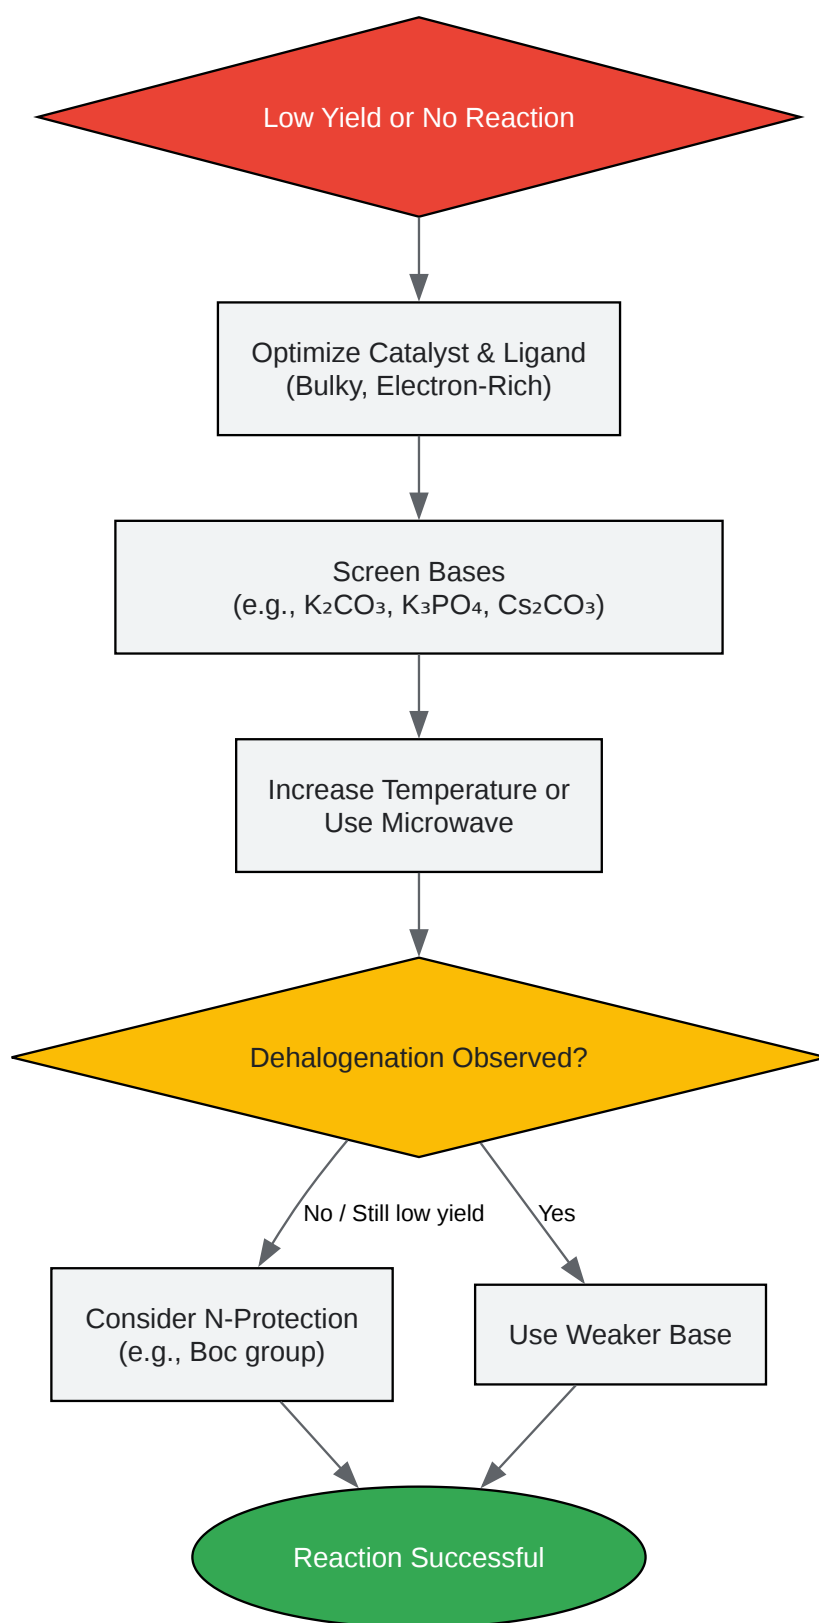 Low Yield or No Reaction
Optimize Catalyst & Ligand
(Bulky, Electron-Rich)
Screen Bases
(e.g., K₂CO₃, K₃PO₄, Cs₂CO₃)
Increase Temperature or
Use Microwave
Dehalogenation Observed?
No / Still low yield
Yes
Consider N-Protection
(e.g., Boc group)
Use Weaker Base
Reaction Successful